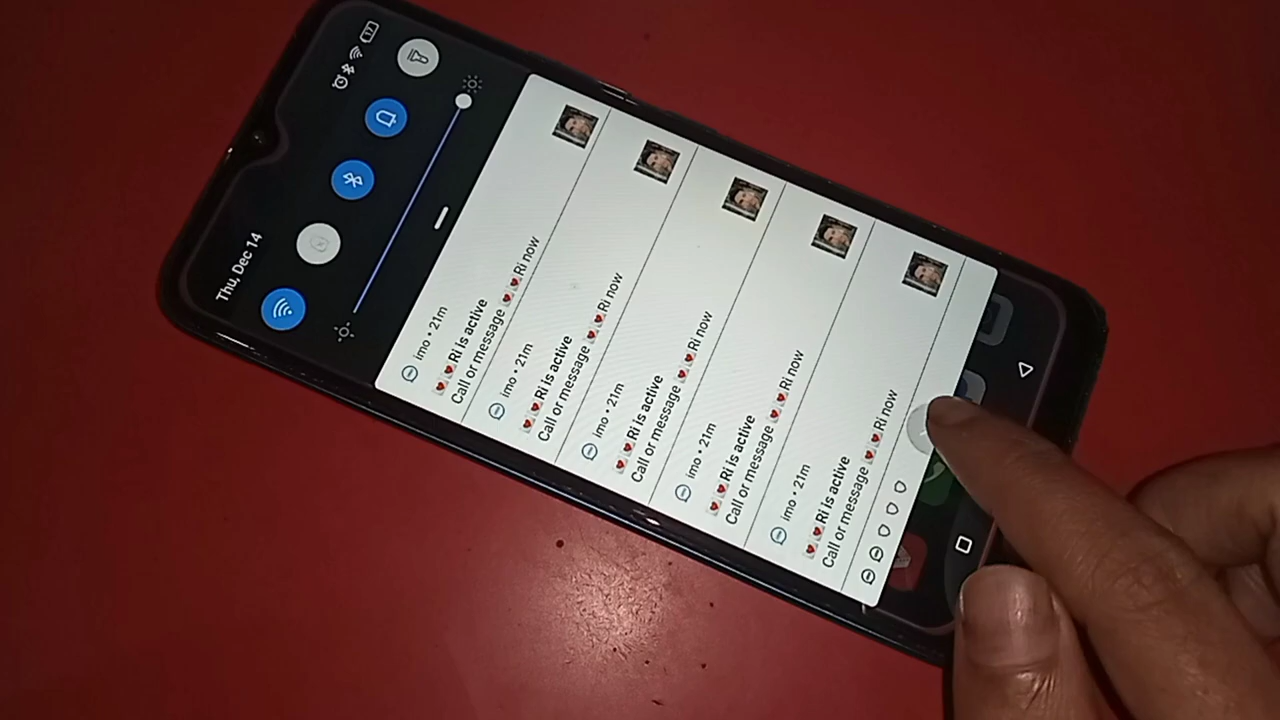 17
Thu, Dec 14
imo • 21m
❤❤Ri is active
Call or message ❤❤Ri now
imo • 21m
❤❤Ri is active
Call or message ❤❤Ri now
imo • 21m
❤❤Ri is active
Call or message ❤❤Ri now
imo • 21m
❤❤Ri is active
Call or message ❤❤Ri now
imo • 21m
❤❤Ri is active
Call or message ❤❤Ri now